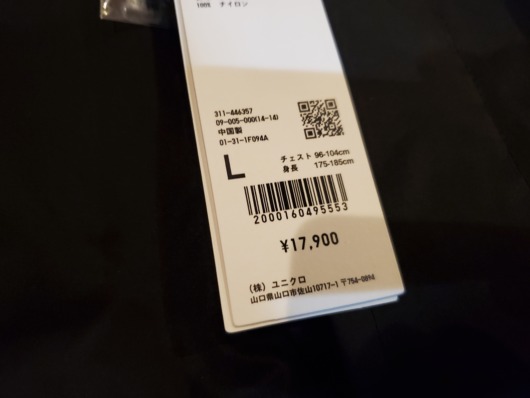 100% ナイロン
311-446357
09-005-000(14-14)
中国製
01-31-1F094A
L チェスト 96-104cm
身長 175-185cm
2000160495553
¥17,900
(株) ユニクロ
山口県山口市佐山10717-1 〒754-0894